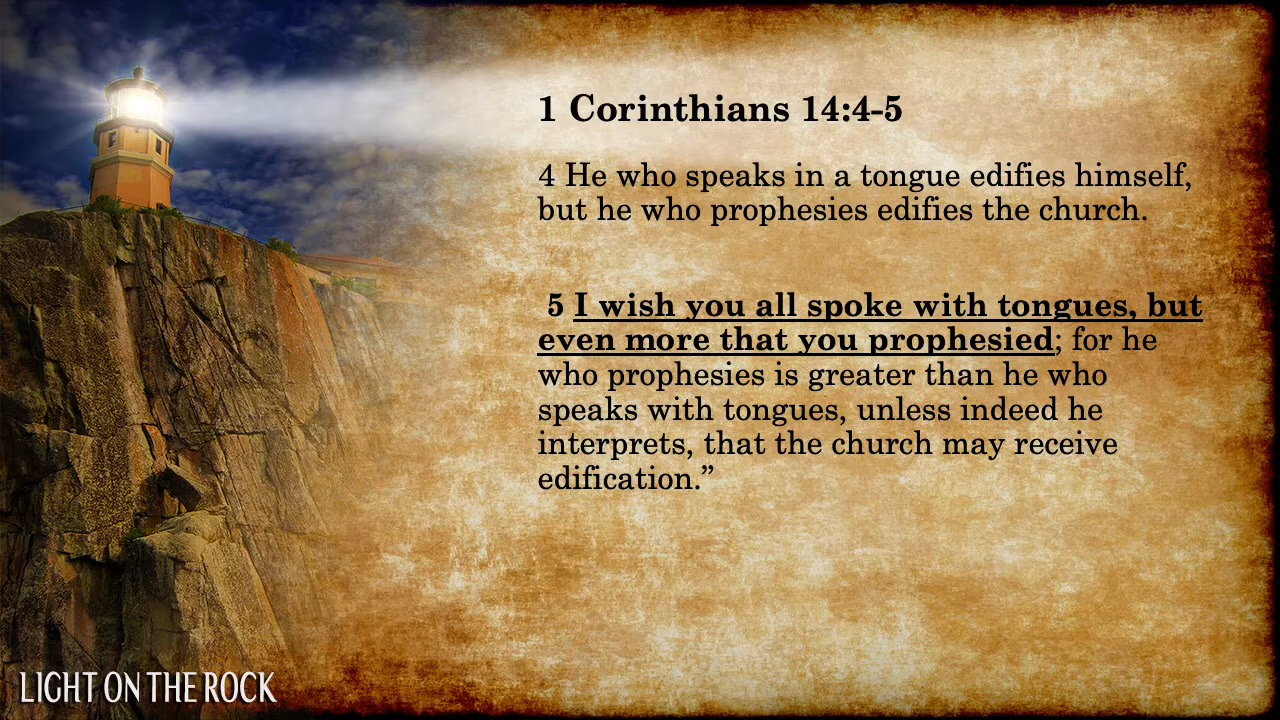 1 Corinthians 14:4-5
4 He who speaks in a tongue edifies himself,
but he who prophesies edifies the church.
5 I wish you all spoke with tongues, but
even more that you prophesied; for he
who prophesies is greater than he who
speaks with tongues, unless indeed he
interprets, that the church may receive
edification.”
LIGHT ON THE ROCK